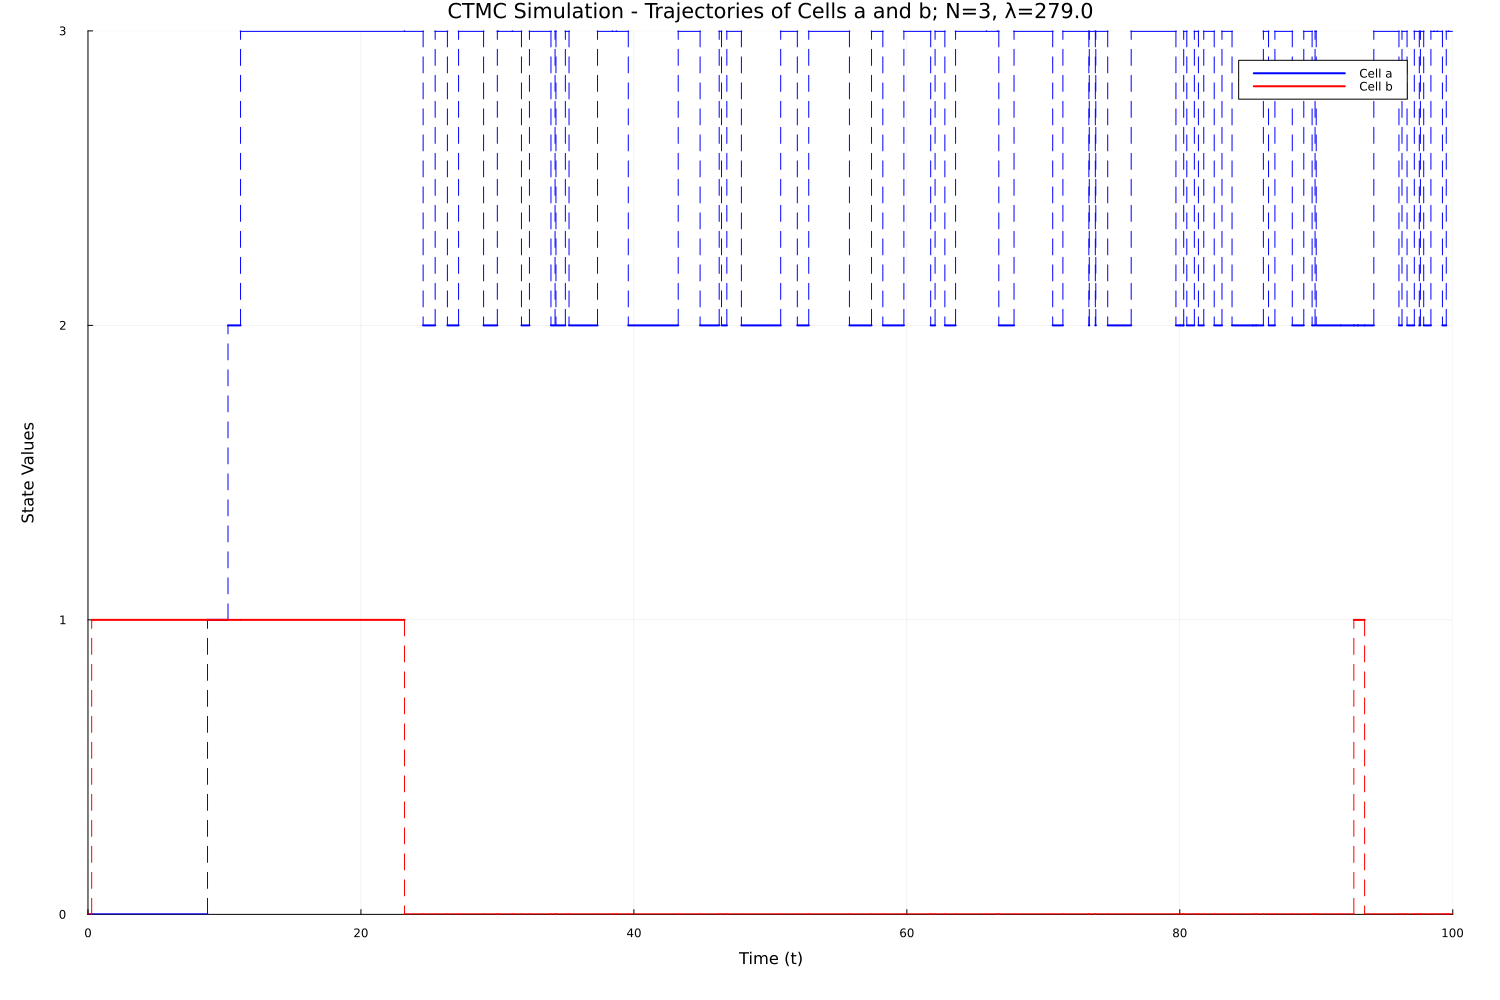 CTMC Simulation - Trajectories of Cells a and b; N=3, λ=279.0
3
Cell a
Cell b
2
State Values
1
0
0 20 40 60 80 100
Time (t)